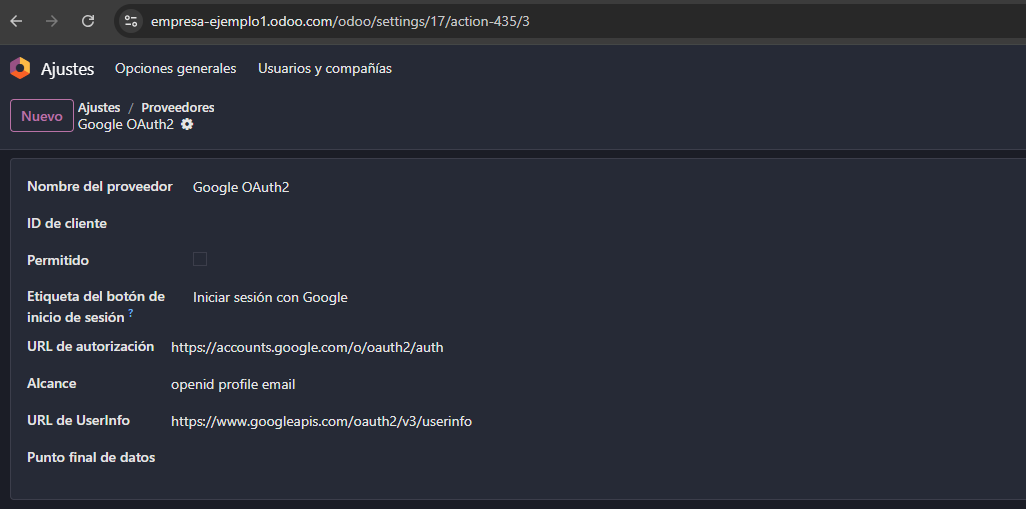 empresa-ejemplo1.odoo.com/odoo/settings/17/action-435/3
Ajustes Opciones generales Usuarios y compañías
Nuevo Ajustes / Proveedores
Google OAuth2
Nombre del proveedor Google OAuth2
ID de cliente
Permitido
Etiqueta del botón de Iniciar sesión con Google
inicio de sesión ?
URL de autorización https://accounts.google.com/o/oauth2/auth
Alcance openid profile email
URL de UserInfo https://www.googleapis.com/oauth2/v3/userinfo
Punto final de datos